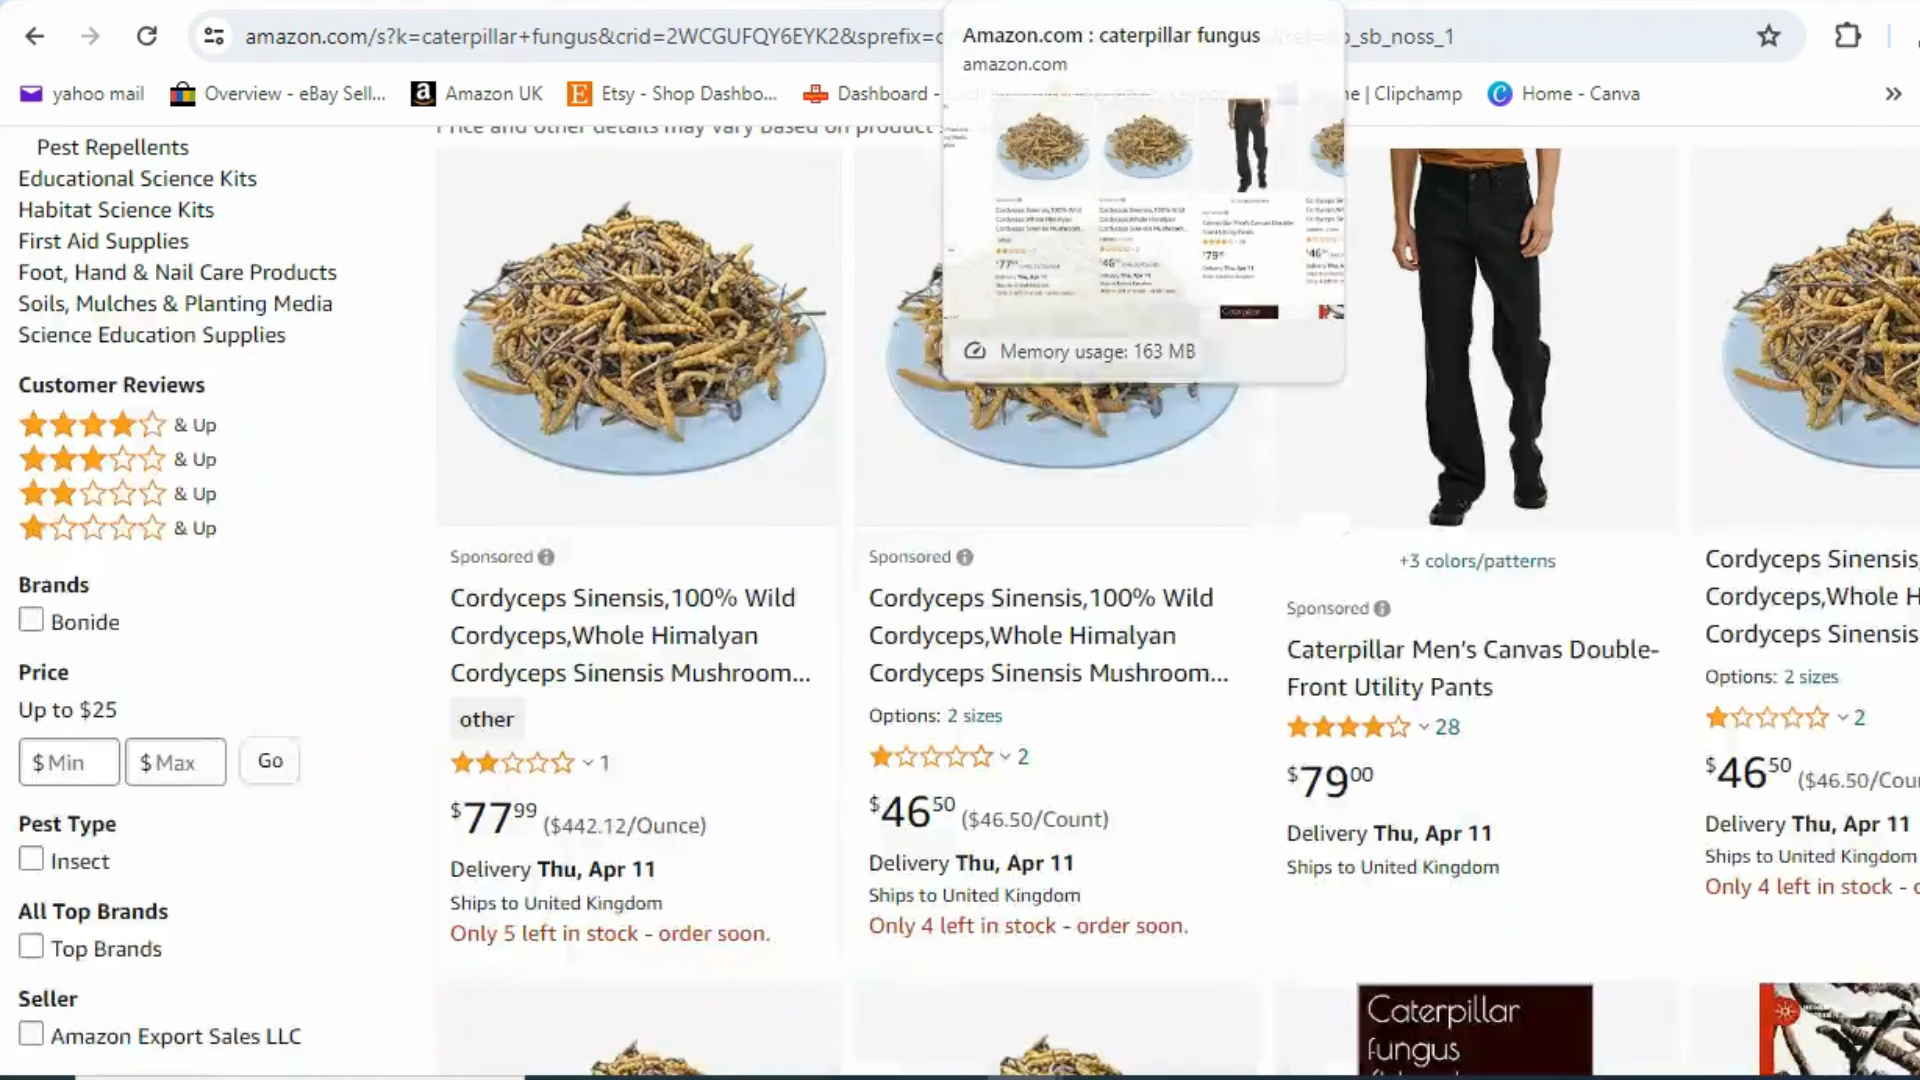 amazon.com/s?k=caterpillar+fungus&crid=2WCGUFQY6EYK2&sprefix=c
_sb_noss_1
Amazon.com : caterpillar fungus
amazon.com
yahoo mail
Overview - eBay Sell...
a
Amazon UK
E
Etsy - Shop Dashbo...
Dashboard -
| Clipchamp
C
Home - Canva
»
Price and other details may vary based on product
Pest Repellents
Educational Science Kits
Habitat Science Kits
First Aid Supplies
Foot, Hand & Nail Care Products
Soils, Mulches & Planting Media
Science Education Supplies
Customer Reviews
& Up
& Up
& Up
& Up
Brands
Bonide
Price
Up to $25
$ Min
$ Max
Go
Pest Type
Insect
All Top Brands
Top Brands
Seller
Amazon Export Sales LLC
Memory usage: 163 MB
Sponsored
Cordyceps Sinensis,100% Wild
Cordyceps,Whole Himalyan
Cordyceps Sinensis Mushroom...
other
1
$77.99 ($442.12/Ounce)
Delivery Thu, Apr 11
Ships to United Kingdom
Only 5 left in stock - order soon.
Sponsored
Cordyceps Sinensis,100% Wild
Cordyceps,Whole Himalyan
Cordyceps Sinensis Mushroom...
Options: 2 sizes
2
$46.50 ($46.50/Count)
Delivery Thu, Apr 11
Ships to United Kingdom
Only 4 left in stock - order soon.
+3 colors/patterns
Sponsored
Caterpillar Men's Canvas Double-
Front Utility Pants
28
$79.00
Delivery Thu, Apr 11
Ships to United Kingdom
Cordyceps Sinensis,
Cordyceps,Whole H
Cordyceps Sinensis
Options: 2 sizes
2
$46.50 ($46.50/Cou
Delivery Thu, Apr 11
Ships to United Kingdom
Only 4 left in stock -
Caterpillar
fungus